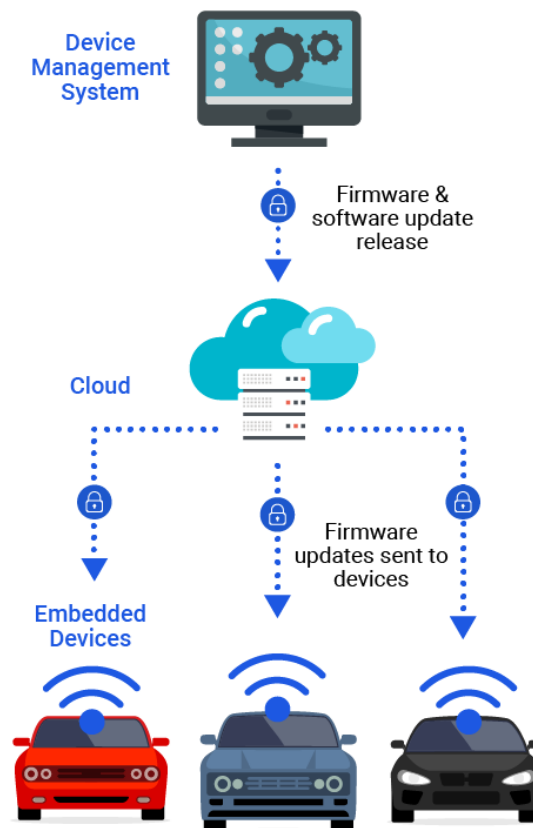 Device
Management
System
Firmware &
software update
release
Cloud
Firmware
updates sent to
devices
Embedded
Devices